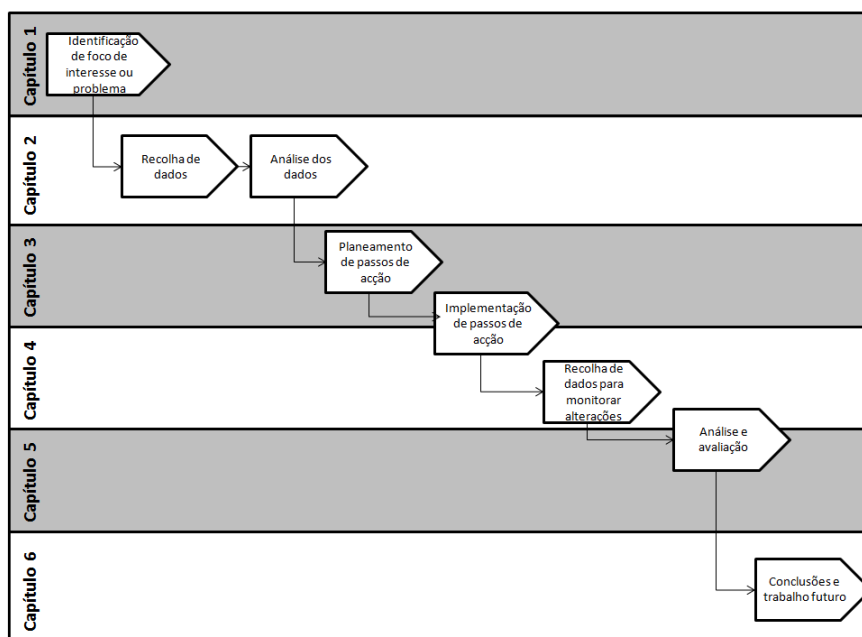 Capítulo 1
Identificação
de foco de
interesse ou
problema
Capítulo 2
Recolha de
dados
Análise dos
dados
Capítulo 3
Planeamento
de passos de
acção
Implementação
de passos de
acção
Capítulo 4
Recolha de
dados para
monitorar
alterações
Análise e
avaliação
Capítulo 5
Capítulo 6
Conclusões e
trabalho futuro